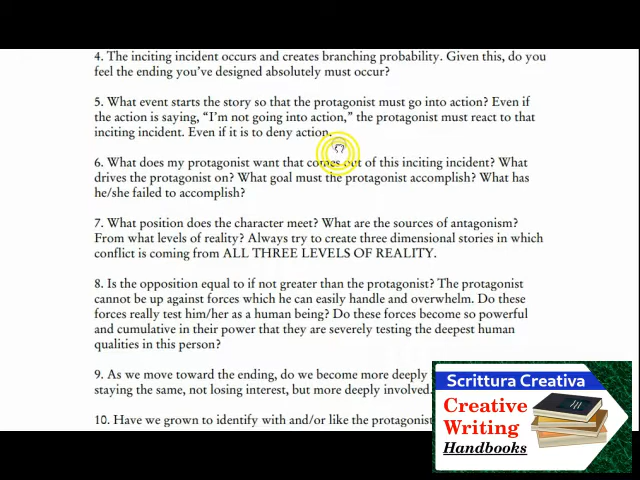 4. The inciting incident occurs and creates branching probability. Given this, do you
feel the ending you've designed absolutely must occur?
5. What event starts the story so that the protagonist must go into action? Even if
the action is saying, “I'm not going into action,” the protagonist must react to that
inciting incident. Even if it is to deny action.
6. What does my protagonist want that comes out of this inciting incident? What
drives the protagonist on? What goal must the protagonist accomplish? What has
he/she failed to accomplish?
7. What position does the character meet? What are the sources of antagonism?
From what levels of reality? Always try to create three dimensional stories in which
conflict is coming from ALL THREE LEVELS OF REALITY.
8. Is the opposition equal to if not greater than the protagonist? The protagonist
cannot be up against forces which he can easily handle and overwhelm. Do these
forces really test him/her as a human being? Do these forces become so powerful
and cumulative in their power that they are severely testing the deepest human
qualities in this person?
9. As we move toward the ending, do we become more deeply
staying the same, not losing interest, but more deeply involved.
10. Have we grown to identify with and/or like the protagonist
Scrittura Creativa
Creative
Writing
Handbooks